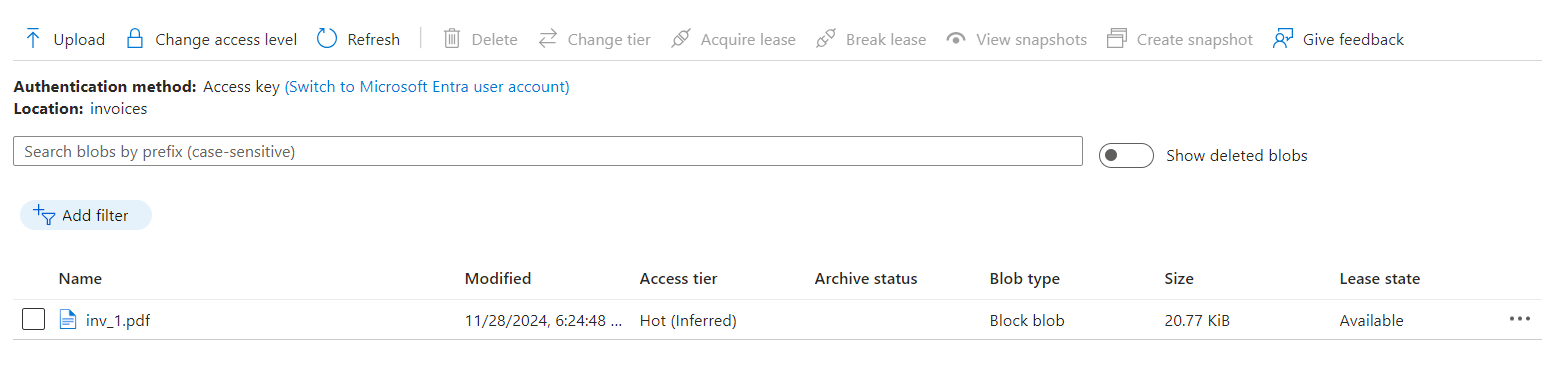 Upload Change access level Refresh Delete Change tier Acquire lease Break lease View snapshots Create snapshot Give feedback
Authentication method: Access key (Switch to Microsoft Entra user account)
Location: invoices
Search blobs by prefix (case-sensitive) Show deleted blobs
Add filter
Name Modified Access tier Archive status Blob type Size Lease state
inv_1.pdf 11/28/2024, 6:24:48 ... Hot (Inferred) Block blob 20.77 KiB Available